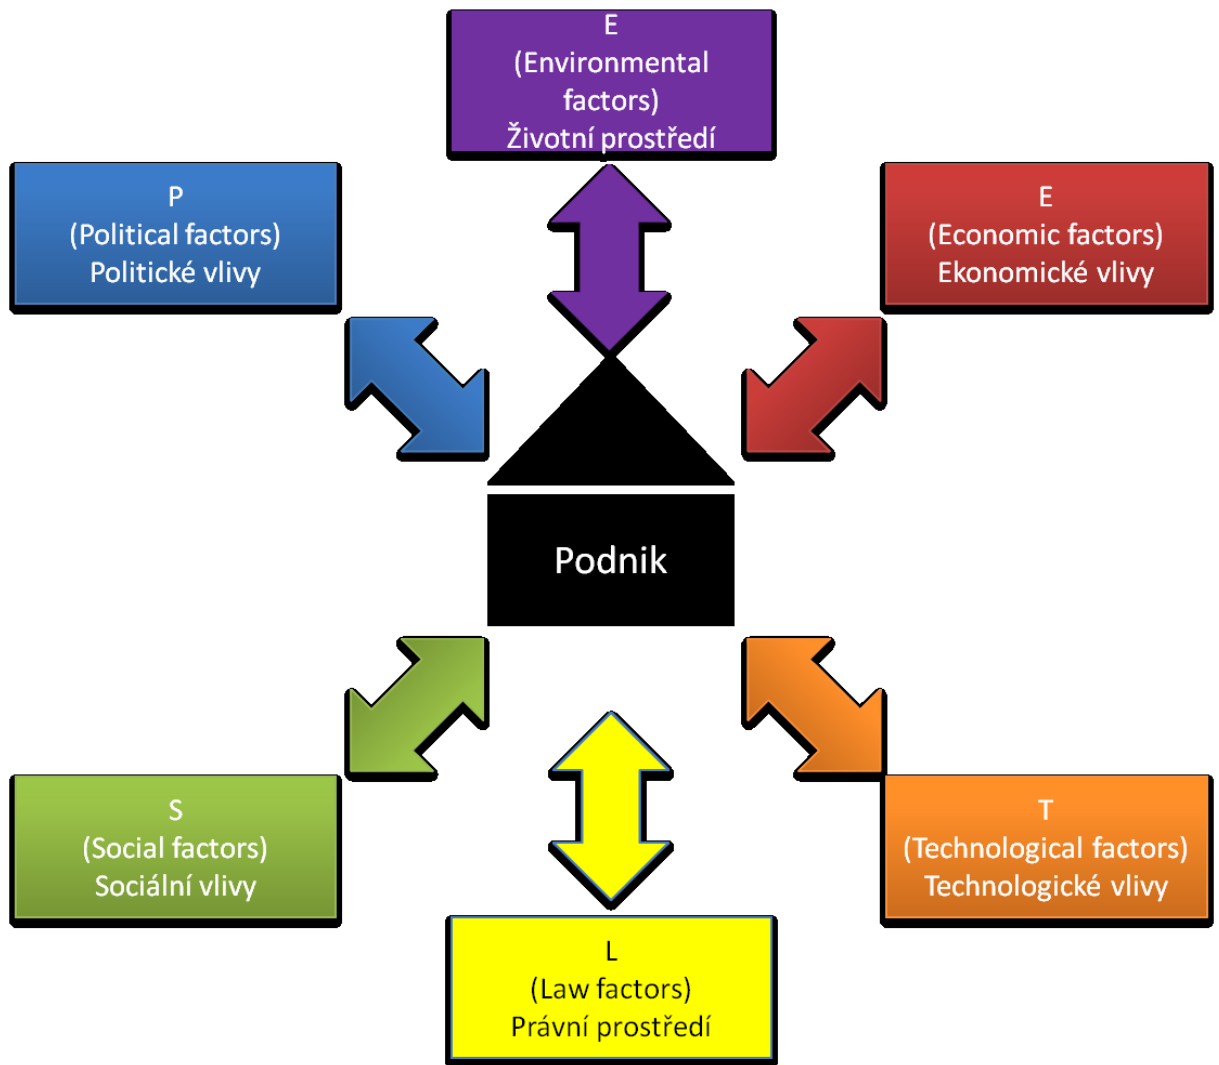 E
(Environmental
factors)
Životní prostředí
P
(Political factors)
Politické vlivy
E
(Economic factors)
Ekonomické vlivy
Podnik
S
(Social factors)
Sociální vlivy
T
(Technological factors)
Technologické vlivy
L
(Law factors)
Právní prostředí